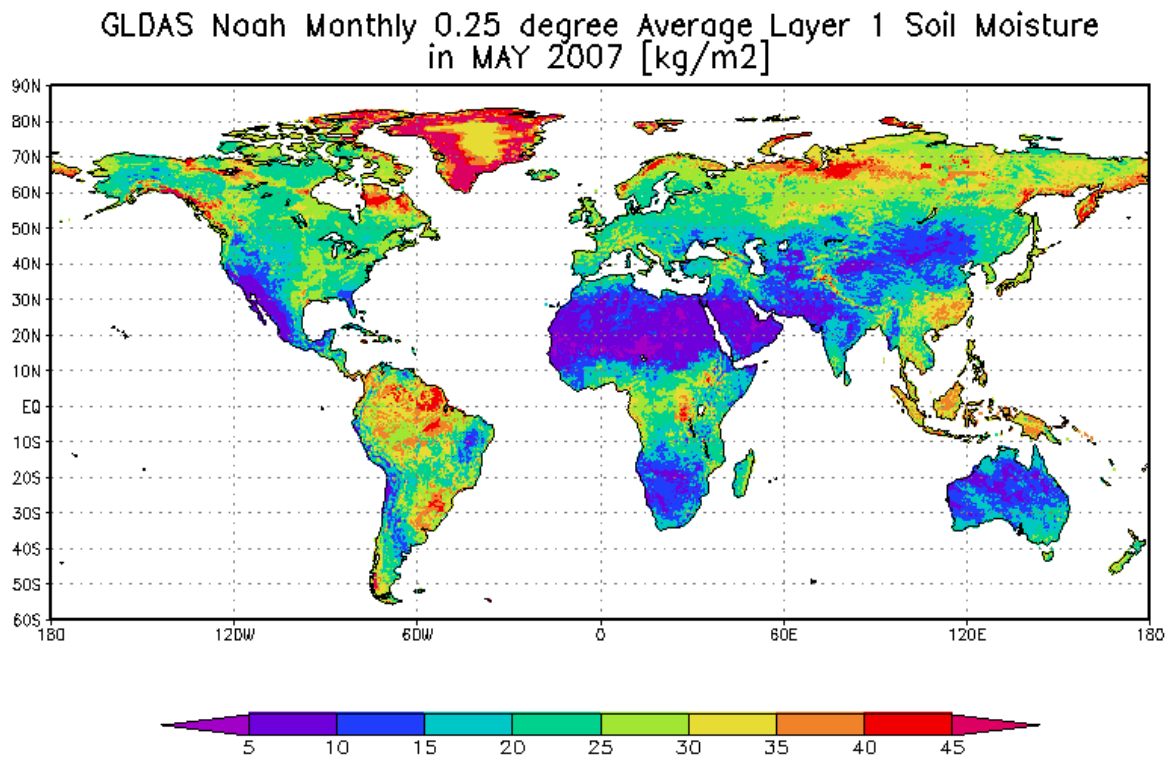 GLDAS Noah Monthly 0.25 degree Average Layer 1 Soil Moisture
in MAY 2007 [kg/m2]
90N
80N
70N
60N
50N
40N
30N
20N
10N
EQ
10S
20S
30S
40S
50S
60S
180 120W 60W 0 60E 120E 180
5 10 15 20 25 30 35 40 45